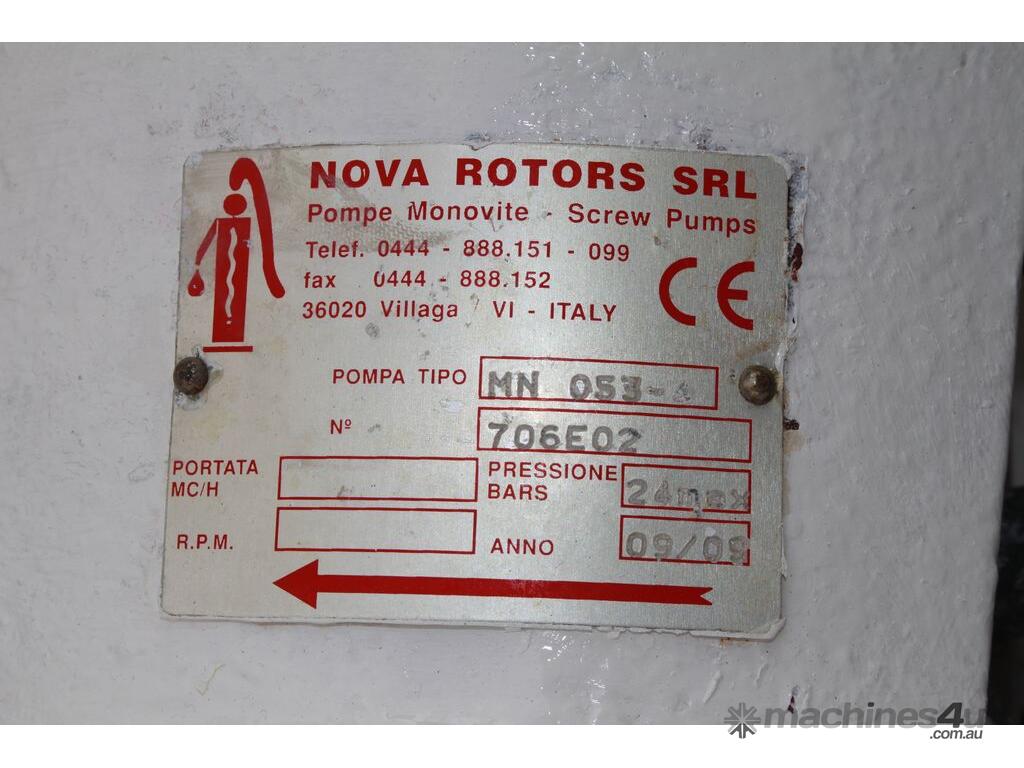 NOVA ROTORS SRL
Pompe Monovite - Screw Pumps
Telef. 0444 - 888.151 - 099
fax 0444 - 888.152
36020 Villaga VI - ITALY
CE
POMPA TIPO MN 053-
Nº 706E02
PORTATA MC/H
PRESSIONE BARS 24max
R.P.M.
ANNO 09/09
machines4u
.com.au